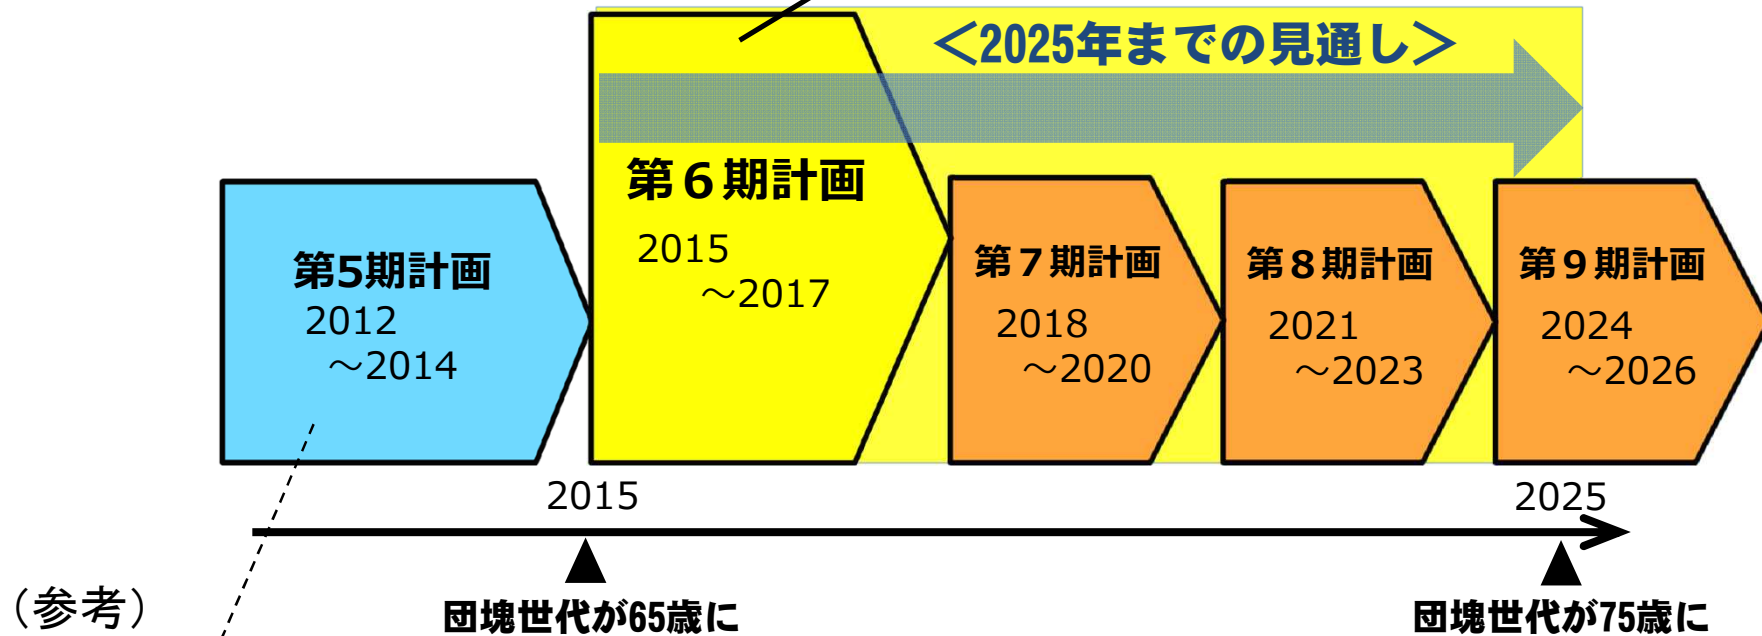 ＜2025年までの見通し＞
第６期計画
2015
～2017
第5期計画
2012
～2014
第７期計画
2018
～2020
第８期計画
2021
～2023
第９期計画
2024
～2026
2015
2025
（参考）
団塊世代が65歳に
団塊世代が75歳に